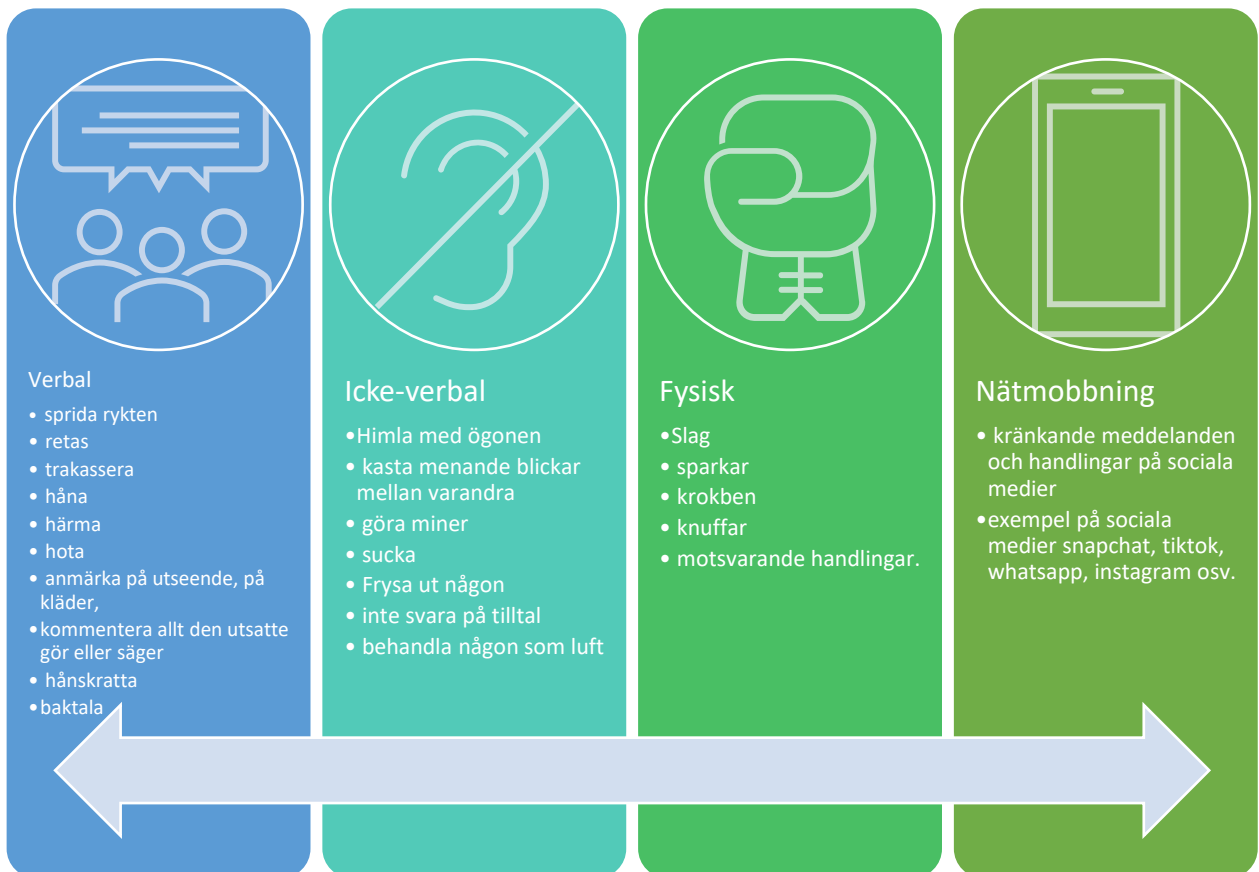 Verbal
• sprida rykten
• retas
• trakassera
• håna
• härma
• hota
• anmärka på utseende, på
kläder,
•kommentera allt den utsatte
gör eller säger
• hånskratta
•baktala
Icke-verbal
•Himla med ögonen
• kasta menande blickar
mellan varandra
• göra miner
• sucka
• Frysa ut någon
• inte svara på tilltal
• behandla någon som luft
Fysisk
•Slag
• sparkar
• krokben
• knuffar
• motsvarande handlingar.
Nätmobbning
• kränkande meddelanden
och handlingar på sociala
medier
•exempel på sociala
medier snapchat, tiktok,
whatsapp, instagram osv.